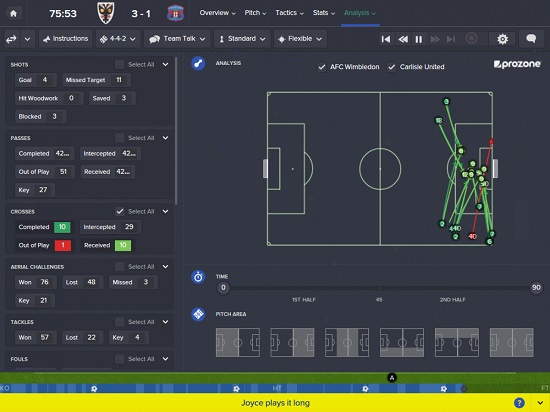 75:53
3 - 1
Overview
Pitch
Tactics
Stats
Analysis
Instructions
4-4-2
Team Talk
Standard
Flexible
SHOTS
Select All
Goal 4
Missed Target 11
Hit Woodwork 0
Saved 3
Blocked 3
PASSES
Select All
Completed 42...
Intercepted 42...
Out of Play 51
Received 42...
Key 27
CROSSES
Select All
Completed 10
Intercepted 29
Out of Play 1
Received 10
AERIAL CHALLENGES
Select All
Won 76
Lost 48
Missed 3
Key 21
TACKLES
Select All
Won 57
Lost 22
Key 4
FOULS
Select All
ANALYSIS
AFC Wimbledon
Carlisle United
prozone
TIME
0
90
1ST HALF
45
2ND HALF
PITCH AREA
A
KO
HT
FT
Joyce plays it long
?